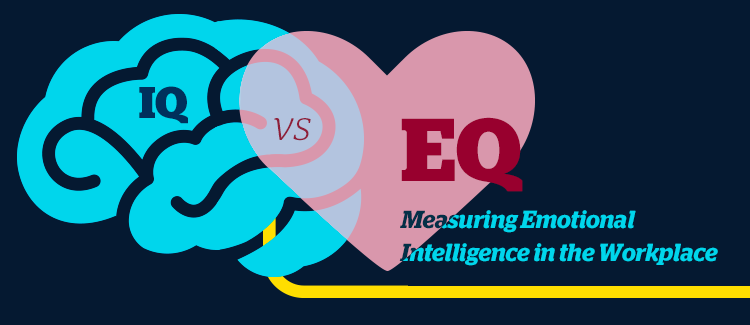 IQ
VS
EQ
Measuring Emotional
Intelligence in the Workplace